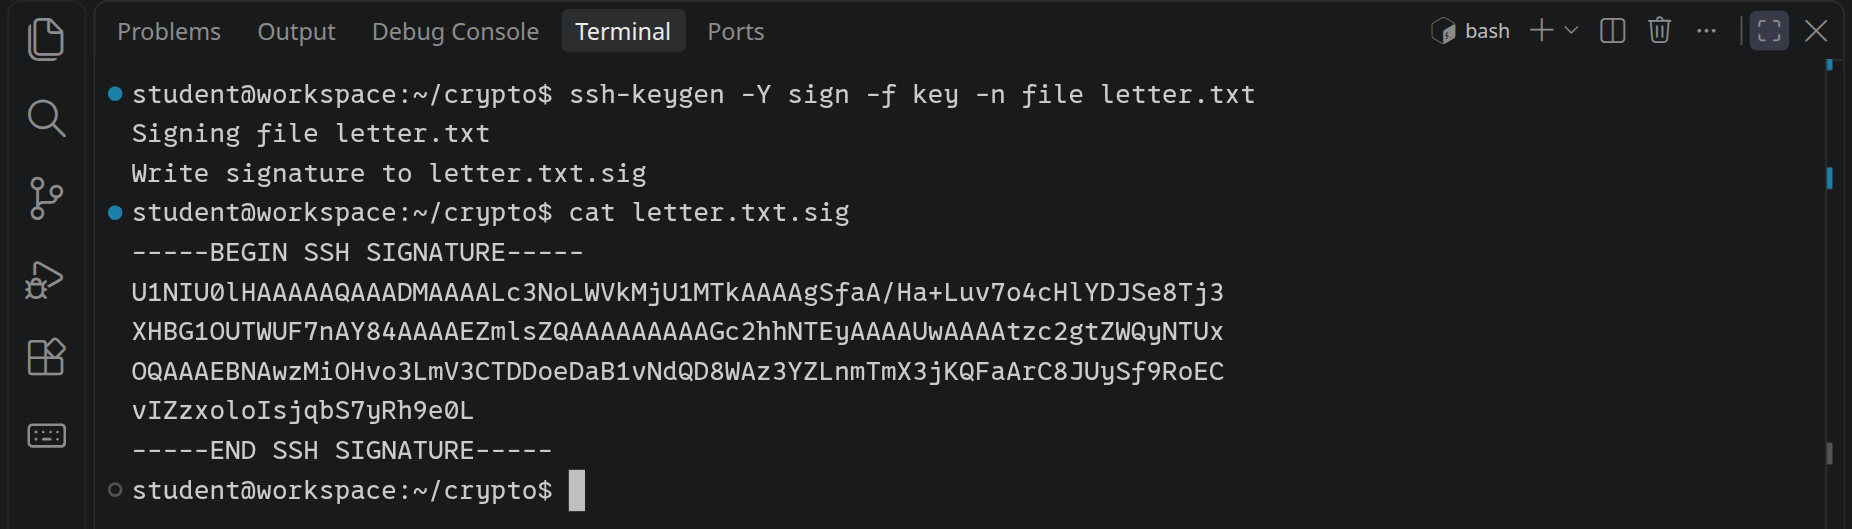 Problems Output Debug Console Terminal Ports bash
student@workspace:~/crypto$ ssh-keygen -Y sign -f key -n file letter.txt
Signing file letter.txt
Write signature to letter.txt.sig
student@workspace:~/crypto$ cat letter.txt.sig
-----BEGIN SSH SIGNATURE-----
U1NIU0lHAAAAAQAAADMAAAALc3NoLWVkMjU1MTkAAAAgSfaA/Ha+Luv7o4cHlYDJSe8Tj3
XHBG1OUTWUF7nAY84AAAAEZmlsZQAAAAAAAAAGc2hhNTEyAAAAUwAAAAtzc2gtZWQyNTUx
OQAAAEBNAwzMiOHvo3LmV3CTDDoeDaB1vNdQD8WAz3YZLnmTmX3jKQFaArC8JUySf9RoEC
vIZzxoloIsjqbS7yRh9e0L
-----END SSH SIGNATURE-----
student@workspace:~/crypto$